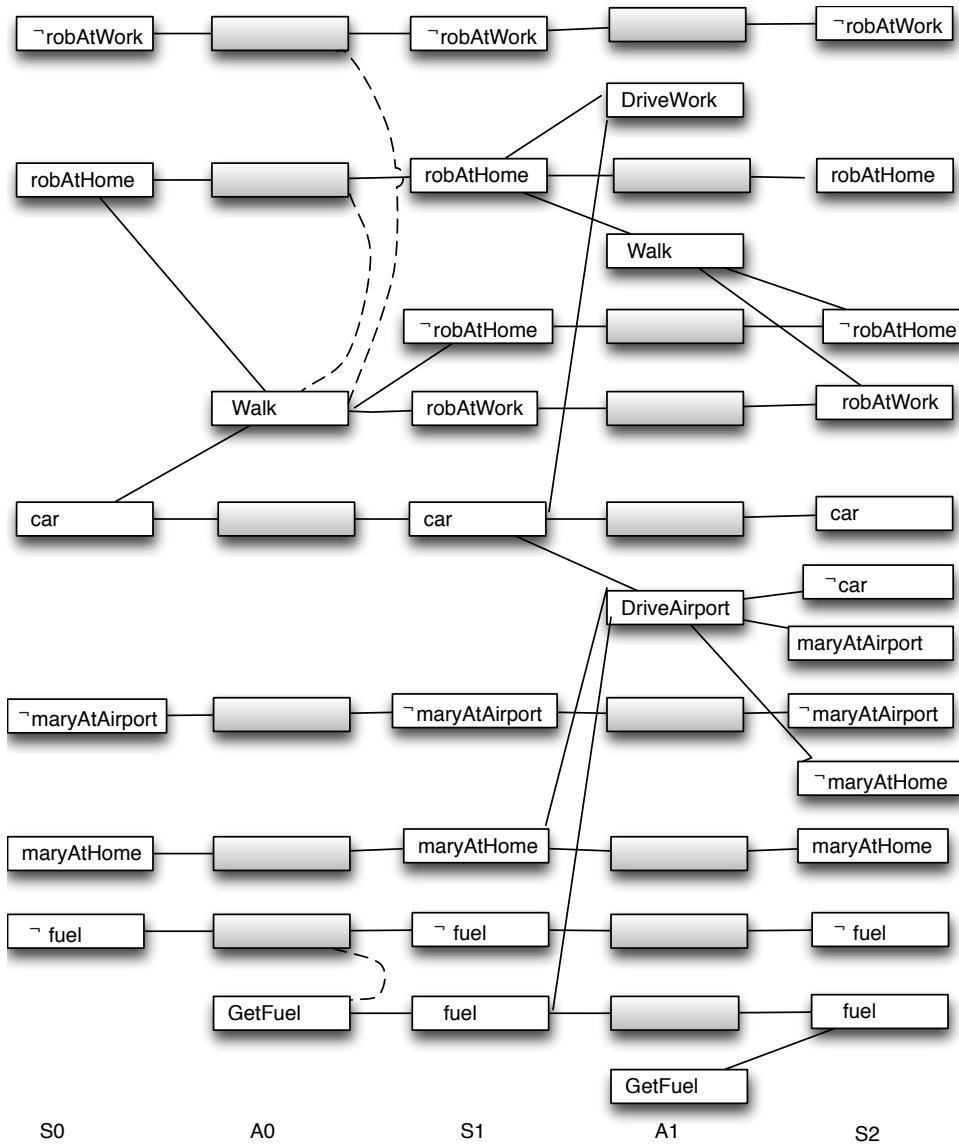 ¬robAtWork ¬robAtWork ¬robAtWork
DriveWork
robAtHome robAtHome robAtHome
Walk
¬robAtHome ¬robAtHome
Walk robAtWork robAtWork
car car car
¬car
DriveAirport
maryAtAirport
¬maryAtAirport ¬maryAtAirport ¬maryAtAirport
¬maryAtHome
maryAtHome maryAtHome maryAtHome
¬ fuel ¬ fuel ¬ fuel
GetFuel fuel fuel
GetFuel
S0 A0 S1 A1 S2